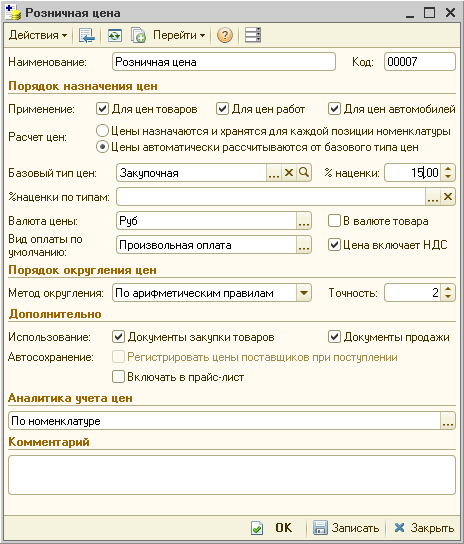 Розничная цена
Действия Перейти
Наименование: Розничная цена Код: 00007
Порядок назначения цен
Применение: Для цен товаров Для цен работ Для цен автомобилей
Расчет цен: Цены назначаются и хранятся для каждой позиции номенклатуры
Цены автоматически рассчитываются от базового типа цен
Базовый тип цен: Закупочная ... % наценки: 15,00
%наценки по типам: ...
Валюта цены: Руб ... В валюте товара
Вид оплаты по
умолчанию: Произвольная оплата ... Цена включает НДС
Порядок округления цен
Метод округления: По арифметическим правилам Точность: 2
Дополнительно
Использование: Документы закупки товаров Документы продажи
Автосохранение: Регистрировать цены поставщиков при поступлении
Включать в прайс-лист
Аналитика учета цен
По номенклатуре ...
Комментарий
OK Записать Закрыть